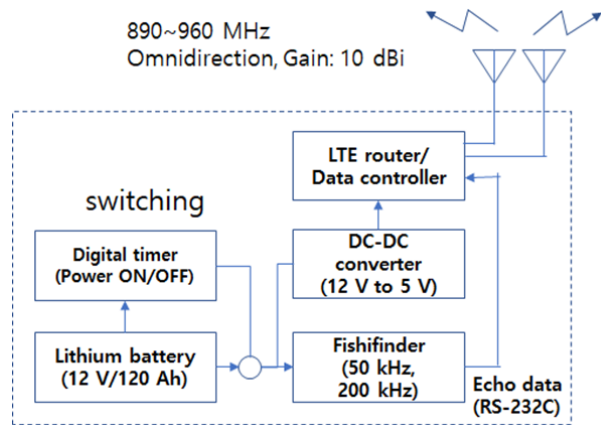 890~960 MHz
Omnidirection, Gain: 10 dBi
LTE router/
Data controller
switching
Digital timer
(Power ON/OFF)
DC-DC
converter
(12 V to 5 V)
Lithium battery
(12 V/120 Ah)
Fishifinder
(50 kHz,
200 kHz)
Echo data
(RS-232C)